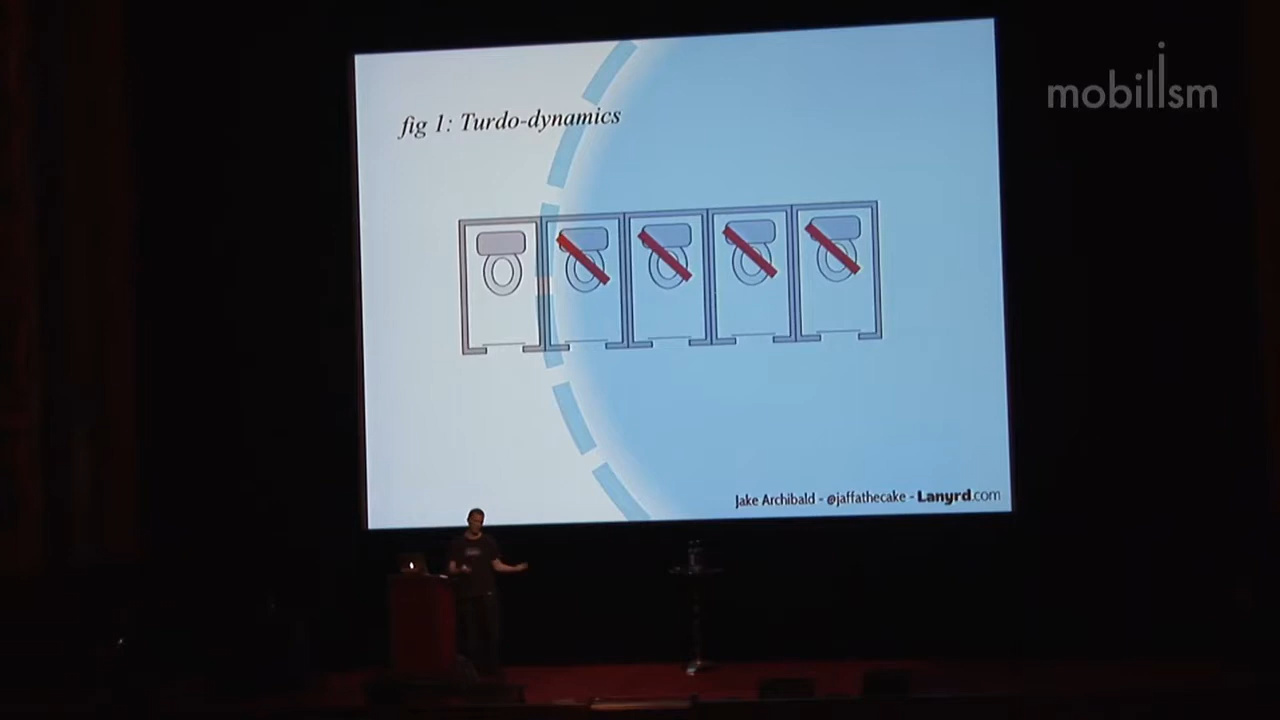 mobilism
fig 1: Turdo-dynamics
Jake Archibald - @jaffathecake - Lanyrd.com